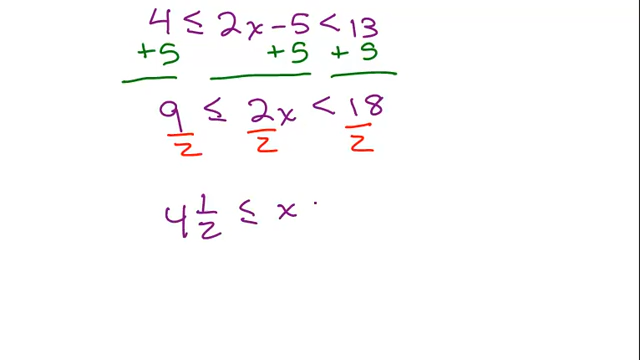 4 ≤ 2x - 5 < 13
+5 +5 +5
9 ≤ 2x < 18
2 2 2
4 1/2 ≤ x